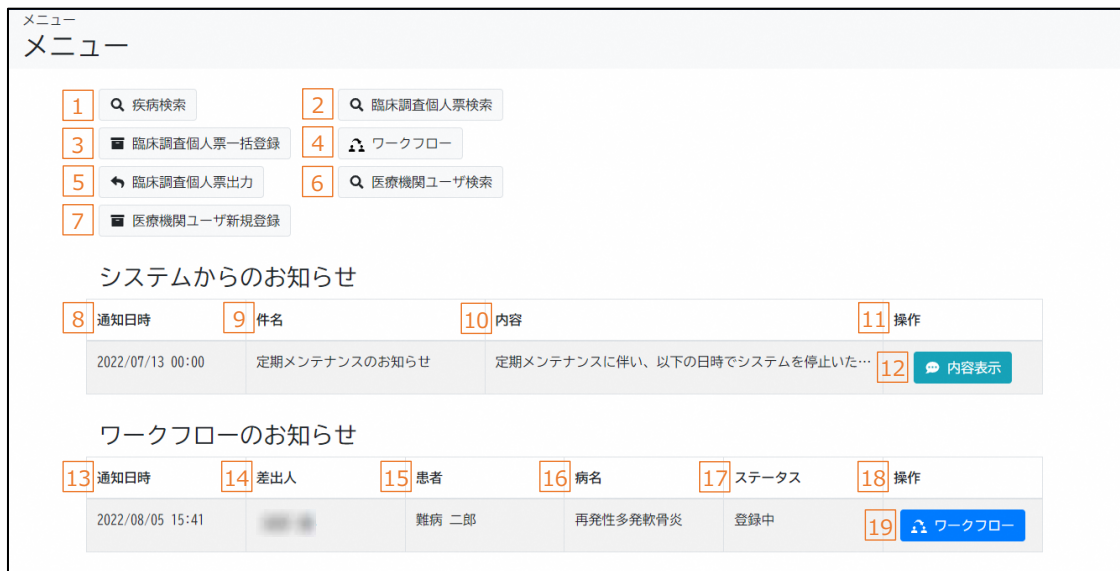 メニュー
メニュー
1 疾病検索 2 臨床調査個人票検索
3 臨床調査個人票一括登録 4 ワークフロー
5 臨床調査個人票出力 6 医療機関ユーザ検索
7 医療機関ユーザ新規登録
システムからのお知らせ
8 通知日時 9 件名 10 内容 11 操作
2022/07/13 00:00 定期メンテナンスのお知らせ 定期メンテナンスに伴い、以下の日時でシステムを停止いた… 12 内容表示
ワークフローのお知らせ
13 通知日時 14 差出人 15 患者 16 病名 17 ステータス 18 操作
2022/08/05 15:41 難病 二郎 再発性多発軟骨炎 登録中 19 ワークフロー